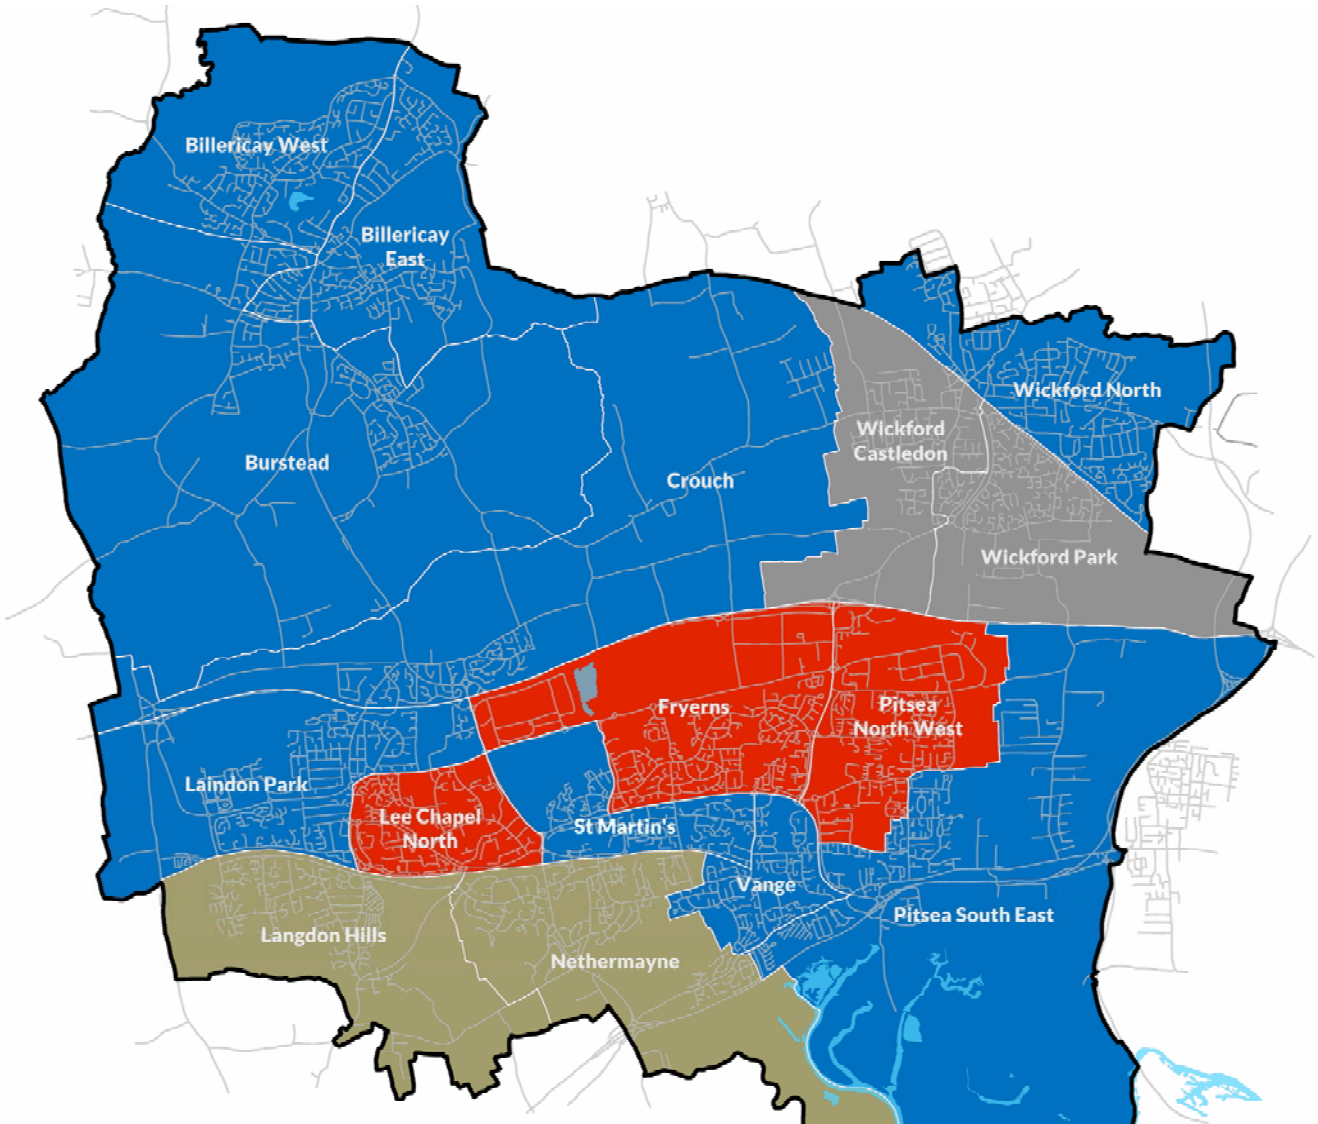 Billericay West
Billericay
East
Wickford North
Wickford
Castledon
Burstead
Crouch
Wickford Park
Fryerns
Pitsea
North West
Laindon Park
Lee Chapel
North
St Martin's
Vange
Pitsea South East
Langdon Hills
Nethermayne